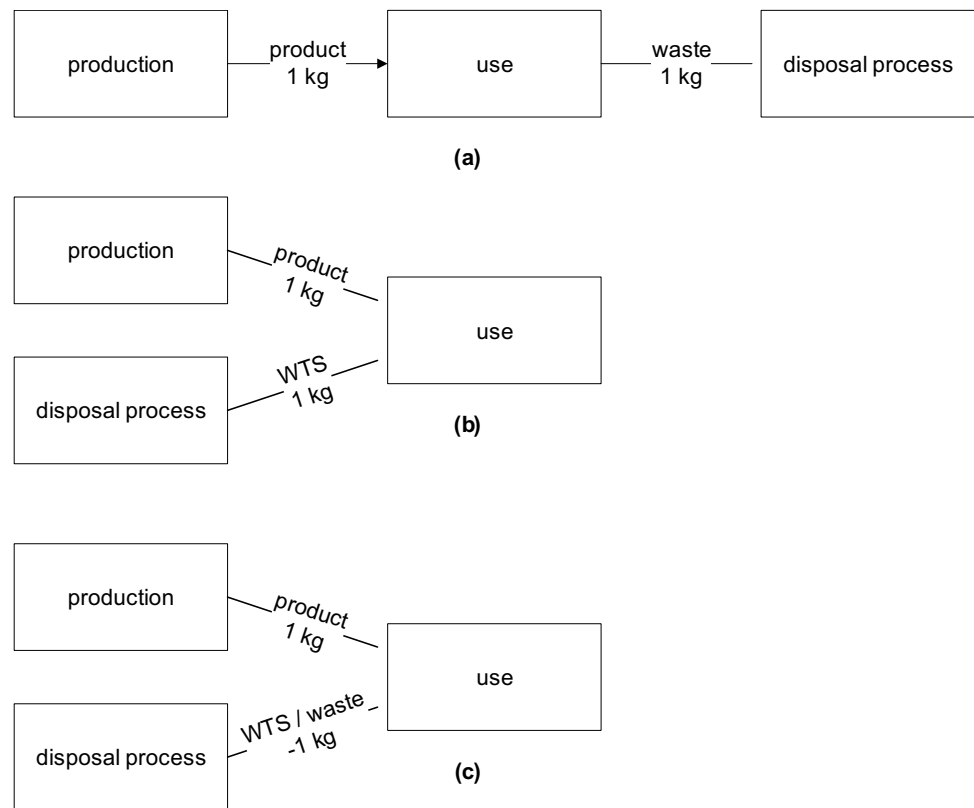 production
product
1 kg
use
waste
1 kg
disposal process
(a)
production
product
1 kg
use
WTS
1 kg
disposal process
(b)
production
product
1 kg
use
WTS / waste
-1 kg
disposal process
(c)